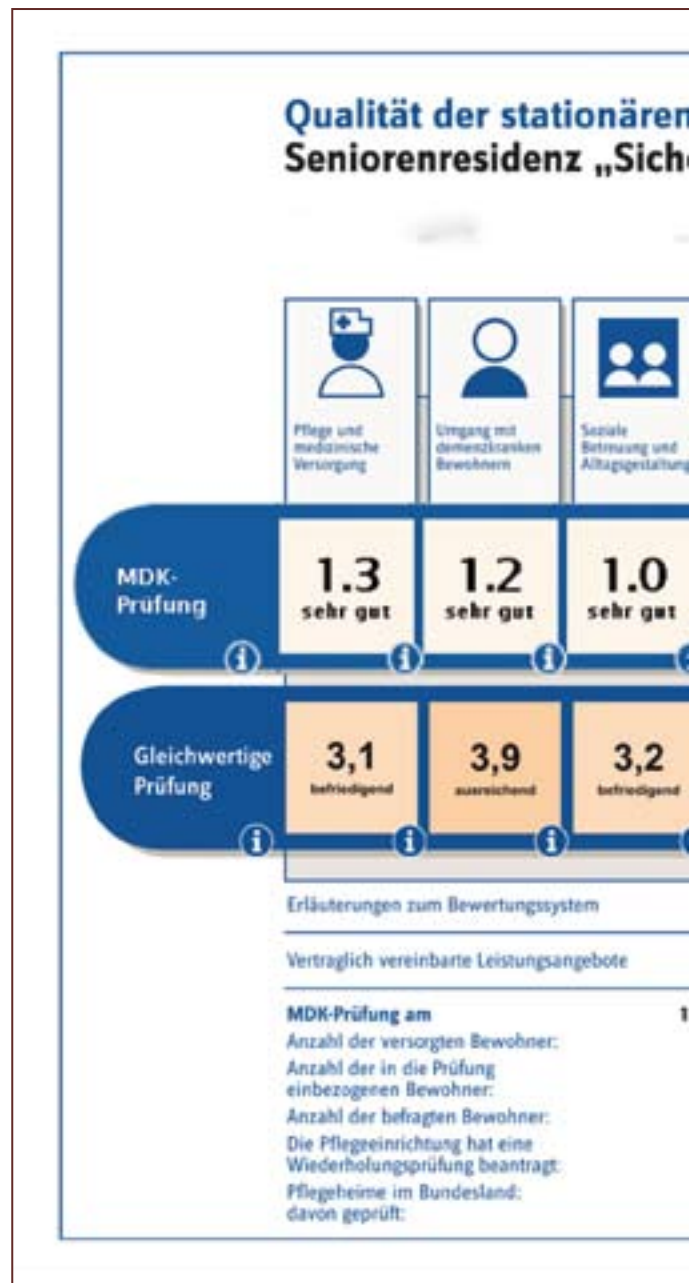 Qualität der stationären
Seniorenresidenz „Siche
Pflege und
medizinische
Versorgung
Umgang mit
demenzkranken
Bewohnern
Soziale
Betreuung und
Alltagsgestaltung
MDK-
Prüfung
1.3
sehr gut
1.2
sehr gut
1.0
sehr gut
Gleichwertige
Prüfung
3,1
befriedigend
3,9
ausreichend
3,2
befriedigend
Erläuterungen zum Bewertungssystem
Vertraglich vereinbarte Leistungsangebote
MDK-Prüfung am 1
Anzahl der versorgten Bewohner:
Anzahl der in die Prüfung
einbezogenen Bewohner:
Anzahl der befragten Bewohner:
Die Pflegeeinrichtung hat eine
Wiederholungsprüfung beantragt:
Pflegeheime im Bundesland:
davon geprüft: